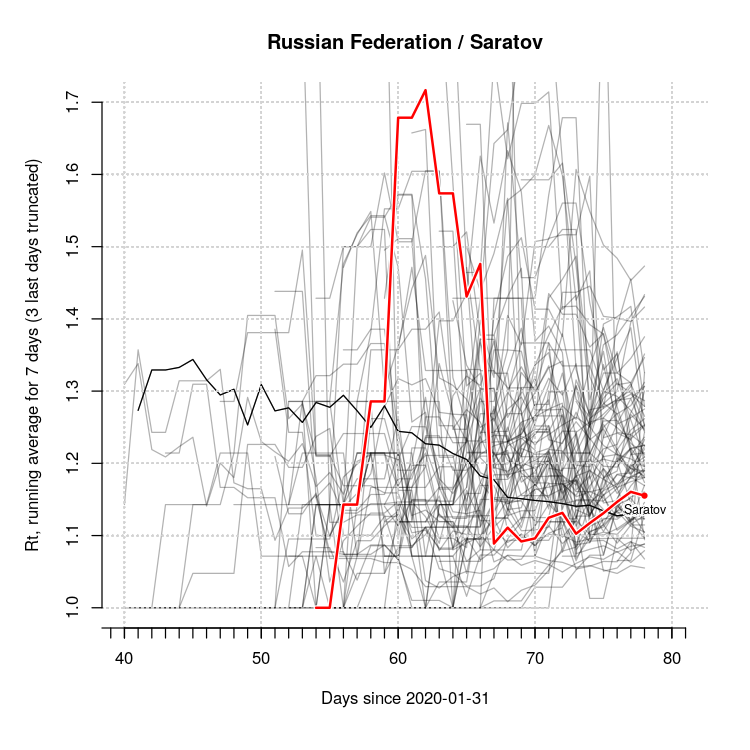 Russian Federation / Saratov
Rt, running average for 7 days (3 last days truncated)
1.7
1.6
1.5
1.4
1.3
1.2
1.1
1.0
Saratov
40 50 60 70 80
Days since 2020-01-31